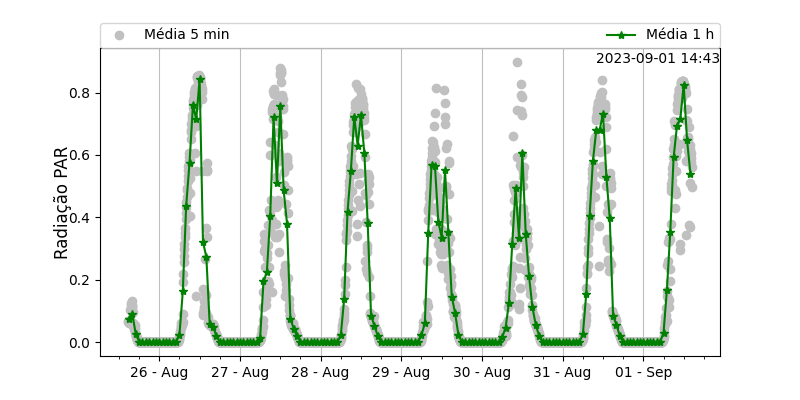 Média 5 min
Média 1 h
2023-09-01 14:43
Radiação PAR
0.8
0.6
0.4
0.2
0.0
26 - Aug
27 - Aug
28 - Aug
29 - Aug
30 - Aug
31 - Aug
01 - Sep